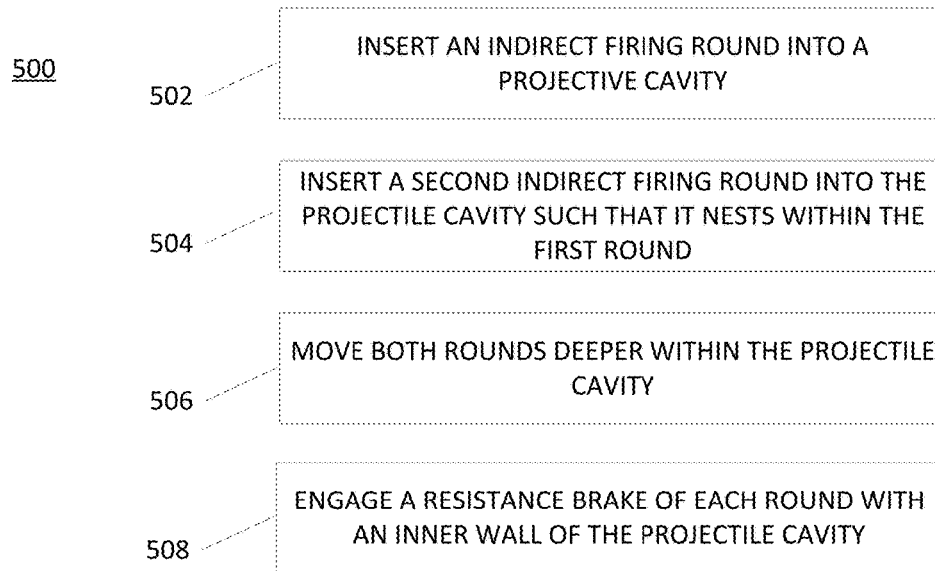 500
502
INSERT AN INDIRECT FIRING ROUND INTO A
PROJECTIVE CAVITY
504
INSERT A SECOND INDIRECT FIRING ROUND INTO THE
PROJECTILE CAVITY SUCH THAT IT NESTS WITHIN THE
FIRST ROUND
506
MOVE BOTH ROUNDS DEEPER WITHIN THE PROJECTILE
CAVITY
508
ENGAGE A RESISTANCE BRAKE OF EACH ROUND WITH
AN INNER WALL OF THE PROJECTILE CAVITY